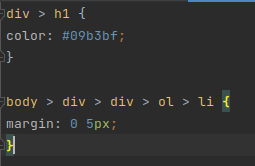 div > h1 {
color: #09b3bf;
}
body > div > div > ol > li {
margin: 0 5px;
}